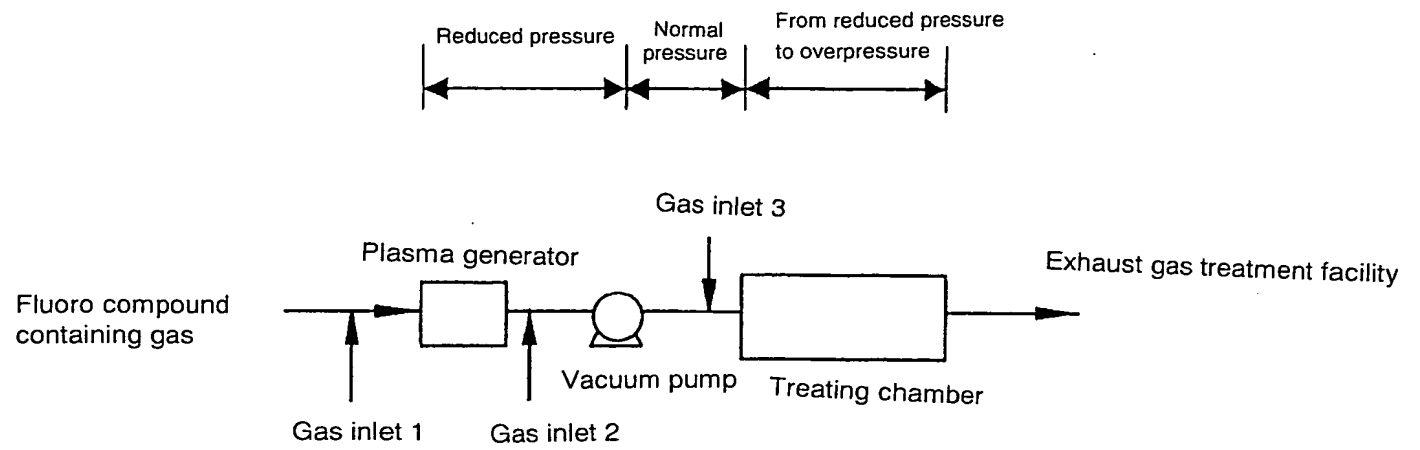 Reduced pressure
Normal
pressure
From reduced pressure
to overpressure
Gas inlet 3
Plasma generator
Exhaust gas treatment facility
Fluoro compound
containing gas
Vacuum pump
Treating chamber
Gas inlet 1
Gas inlet 2